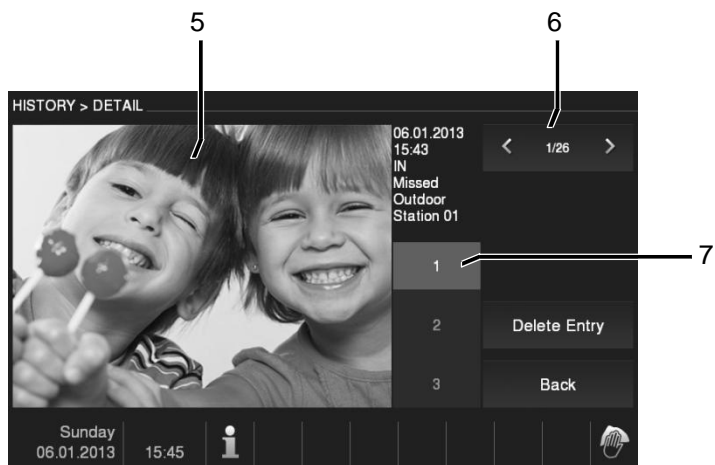 5
6
HISTORY > DETAIL
06.01.2013
15:43
IN
Missed
Outdoor
Station 01
< 1/26 >
7
1
2
Delete Entry
3
Back
Sunday
06.01.2013
15:45
i